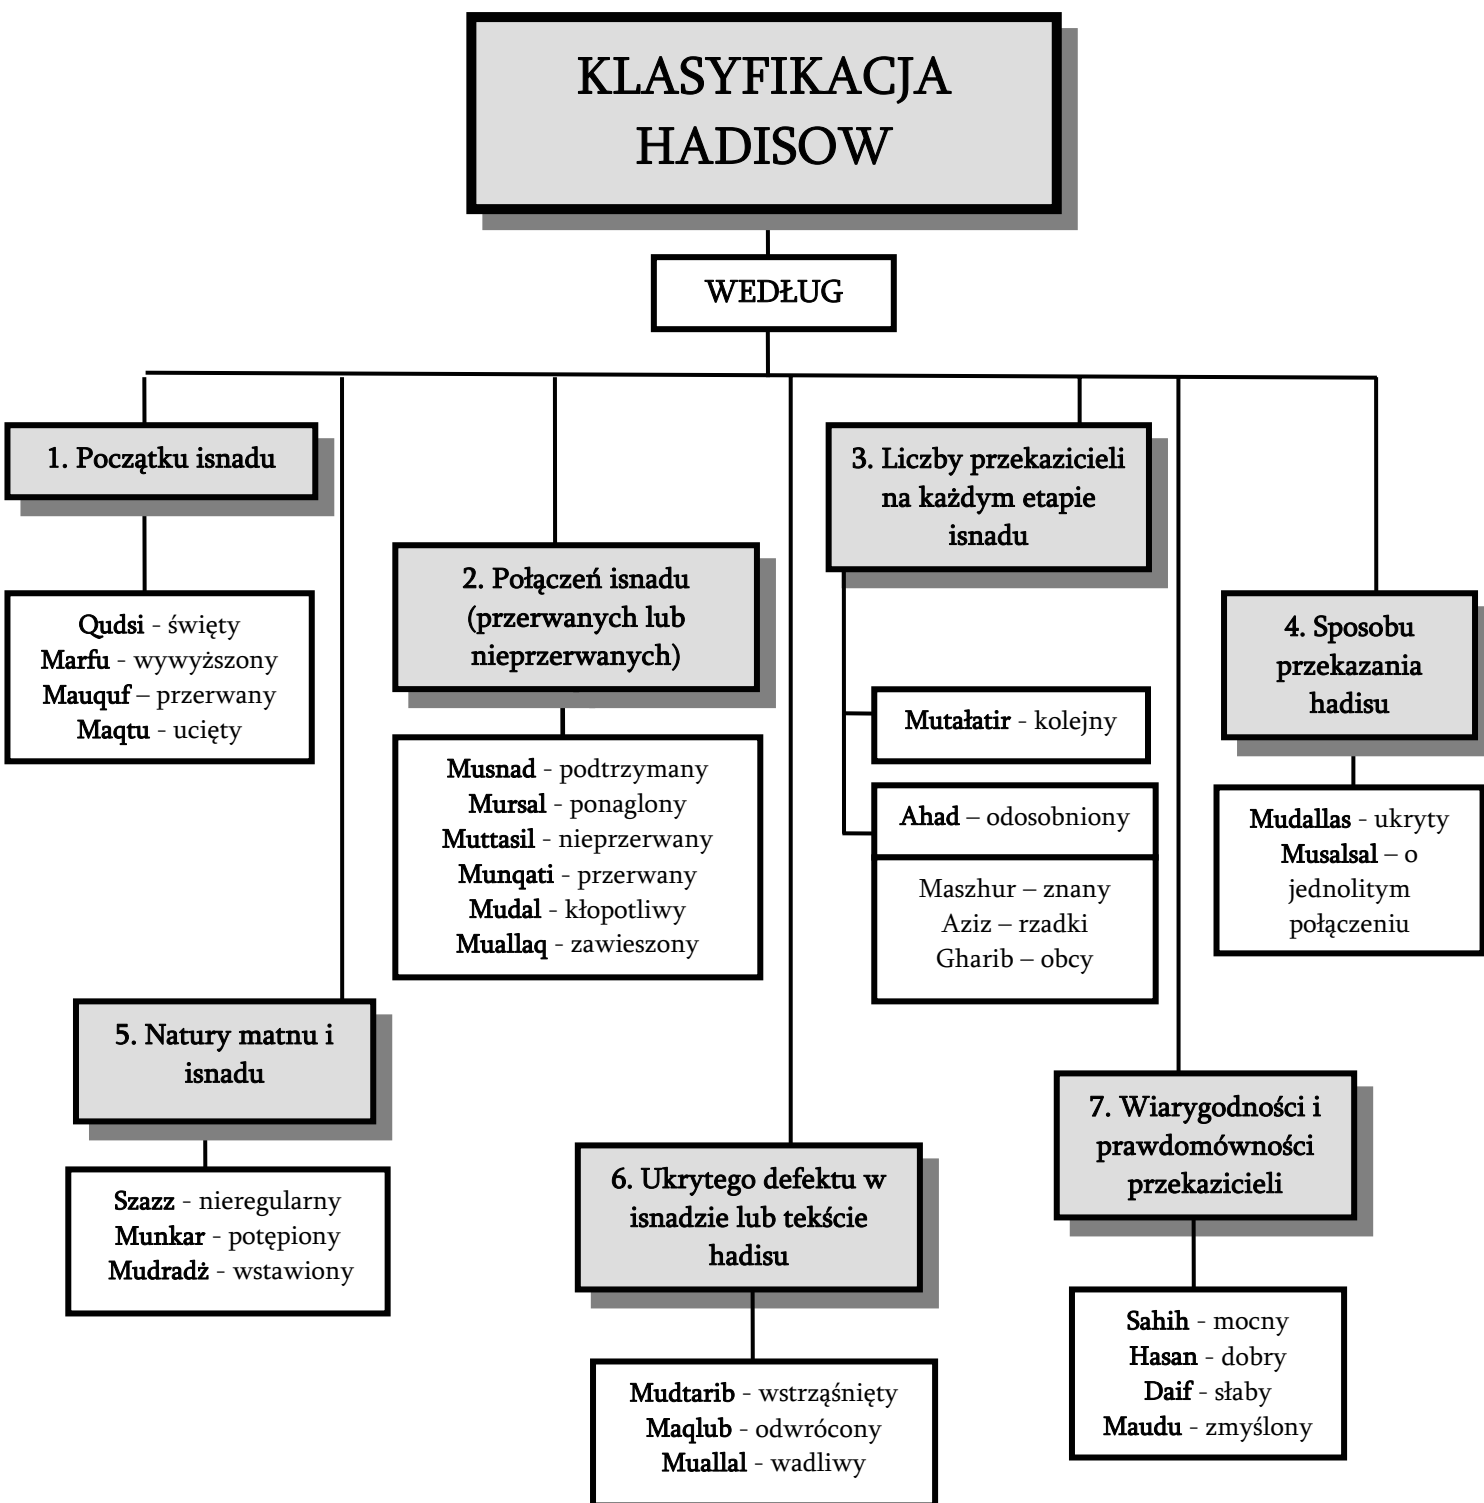 KLASYFIKACJA
HADISOW
WEDŁUG
1. Początku isnadu
Qudsi - święty
Marfu - wywyższony
Mauquf – przerwany
Maqtu - ucięty
2. Połączeń isnadu
(przerwanych lub
nieprzerwanych)
Musnad - podtrzymany
Mursal - ponaglony
Muttasil - nieprzerwany
Munqati - przerwany
Mudal - kłopotliwy
Muallaq - zawieszony
3. Liczby przekazicieli
na każdym etapie
isnadu
Mutałatir - kolejny
Ahad – odosobniony
Maszhur – znany
Aziz – rzadki
Gharib – obcy
4. Sposobu
przekazania
hadisu
Mudallas - ukryty
Musalsal – o
jednolitym
połączeniu
5. Natury matnu i
isnadu
Szazz - nieregularny
Munkar - potępiony
Mudradż - wstawiony
6. Ukrytego defektu w
isnadzie lub tekście
hadisu
Mudtarib - wstrząśnięty
Maqlub - odwrócony
Muallal - wadliwy
7. Wiarygodności i
prawdomówności
przekazicieli
Sahih - mocny
Hasan - dobry
Daif - słaby
Maudu - zmyślony